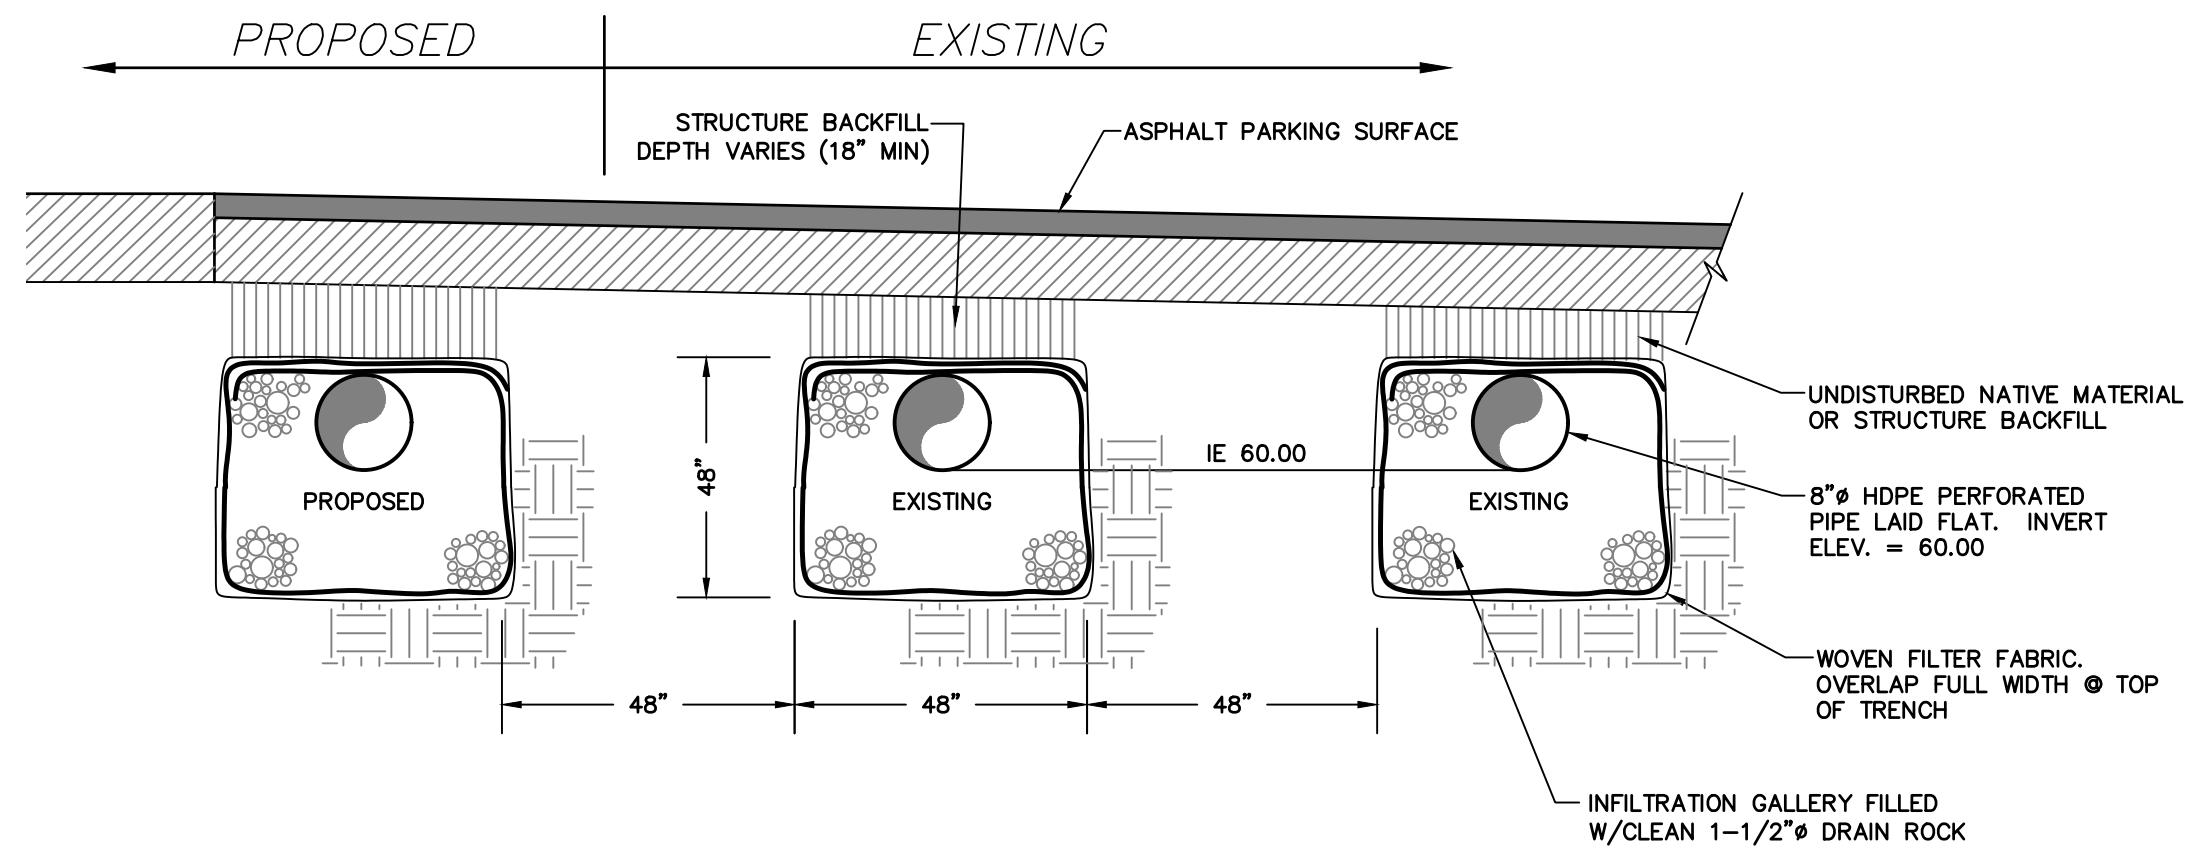 PROPOSED
EXISTING
STRUCTURE BACKFILL
DEPTH VARIES (18" MIN)
ASPHALT PARKING SURFACE
UNDISTURBED NATIVE MATERIAL
OR STRUCTURE BACKFILL
48"
IE 60.00
PROPOSED
EXISTING
EXISTING
8"ø HDPE PERFORATED
PIPE LAID FLAT. INVERT
ELEV. = 60.00
WOVEN FILTER FABRIC.
OVERLAP FULL WIDTH @ TOP
OF TRENCH
48"
48"
48"
INFILTRATION GALLERY FILLED
W/CLEAN 1-1/2"ø DRAIN ROCK